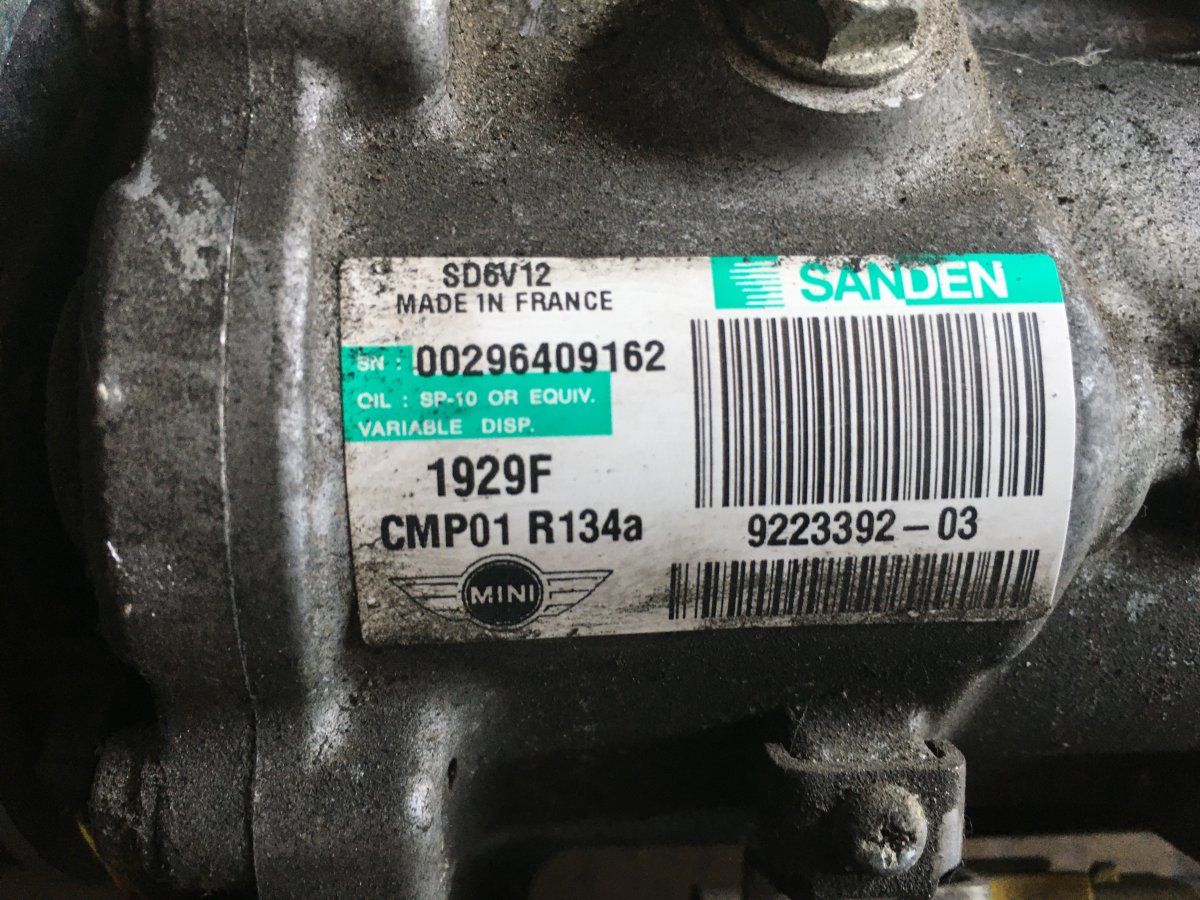 SD6V12
MADE IN FRANCE
SANDEN
SN : 00296409162
OIL : SP-10 OR EQUIV.
VARIABLE DISP.
1929F
CMP01 R134a
9223392-03
MINI